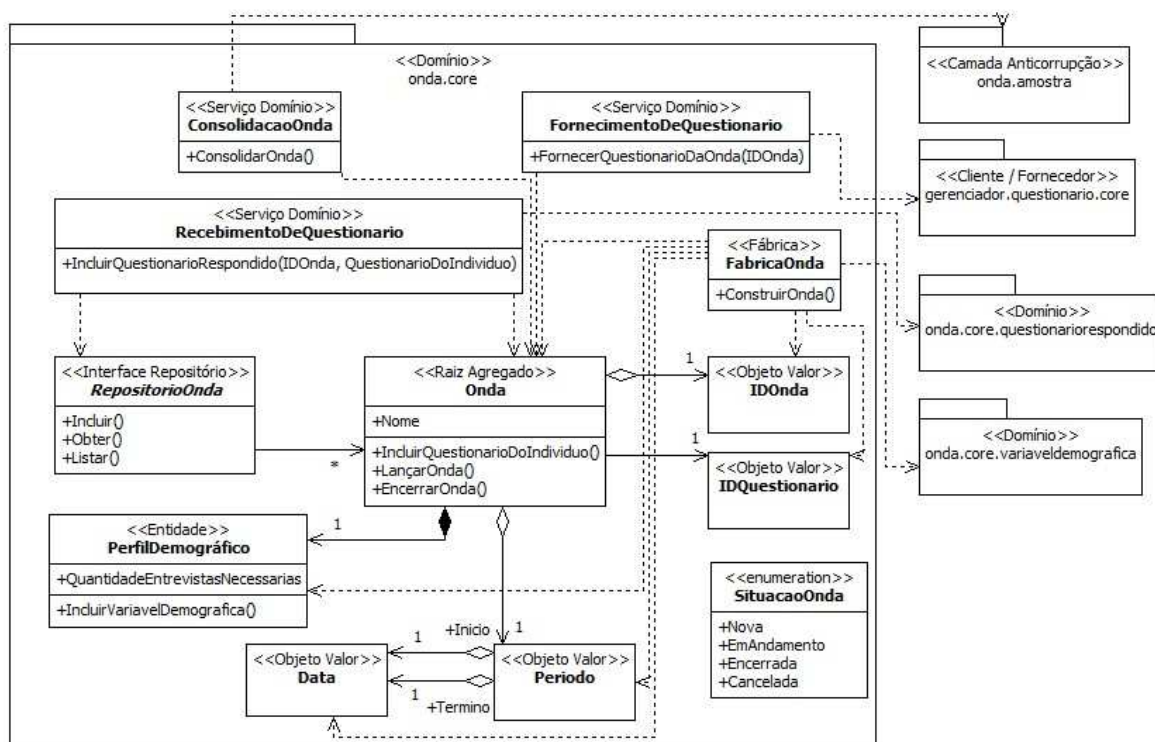 <<Domínio>>
onda.core
<<Camada Anticorrupção>>
onda.amostra
<<Serviço Domínio>>
ConsolidacaoOnda
+ConsolidarOnda()
<<Serviço Domínio>>
FornecimentoDeQuestionario
+FornecerQuestionarioDaOnda(IDOnda)
<<Cliente / Fornecedor>>
gerenciador.questionario.core
<<Serviço Domínio>>
RecebimentoDeQuestionario
+IncluirQuestionarioRespondido(IDOnda, QuestionarioDoIndividuo)
<<Fábrica>>
FabricaOnda
+ConstruirOnda()
<<Domínio>>
onda.core.questionariorespondido
<<Interface Repositório>>
RepositorioOnda
+Incluir()
+Obter()
+Listar()
*
<<Raiz Agregado>>
Onda
+Nome
+IncluirQuestionarioDoIndividuo()
+LançarOnda()
+EncerrarOnda()
1
<<Objeto Valor>>
IDOnda
1
<<Objeto Valor>>
IDQuestionario
<<Domínio>>
onda.core.variaveldemografica
<<Entidade>>
PerfilDemográfico
+QuantidadeEntrevistasNecessarias
+IncluirVariavelDemografica()
1
<<enumeration>>
SituacaoOnda
+Nova
+EmAndamento
+Encerrada
+Cancelada
<<Objeto Valor>>
Data
1
+Inicio
1
1
+Termino
<<Objeto Valor>>
Periodo